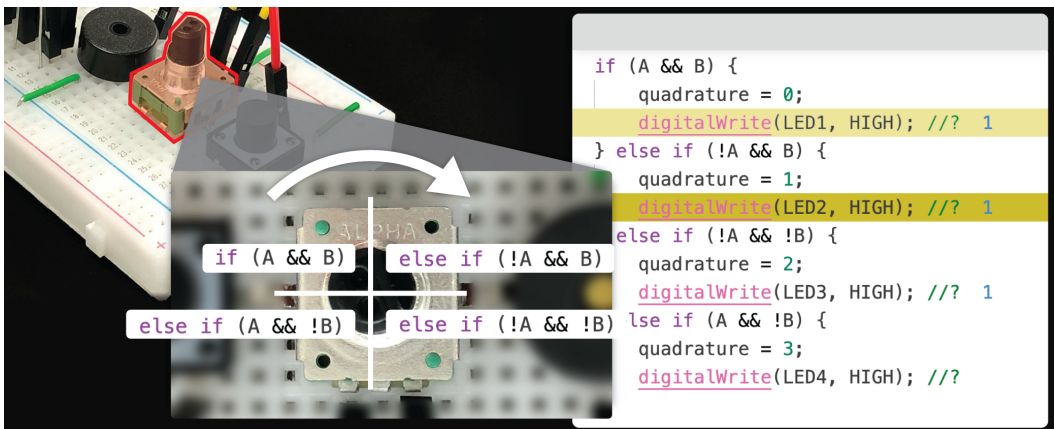 if (A && B) {
quadrature = 0;
digitalWrite(LED1, HIGH); //? 1
} else if (!A && B) {
quadrature = 1;
digitalWrite(LED2, HIGH); //? 1
else if (!A && !B) {
quadrature = 2;
digitalWrite(LED3, HIGH); //? 1
lse if (A && !B) {
quadrature = 3;
digitalWrite(LED4, HIGH); //?
ALPHA
if (A && B)
else if (!A && B)
else if (A && !B)
else if (!A && !B)